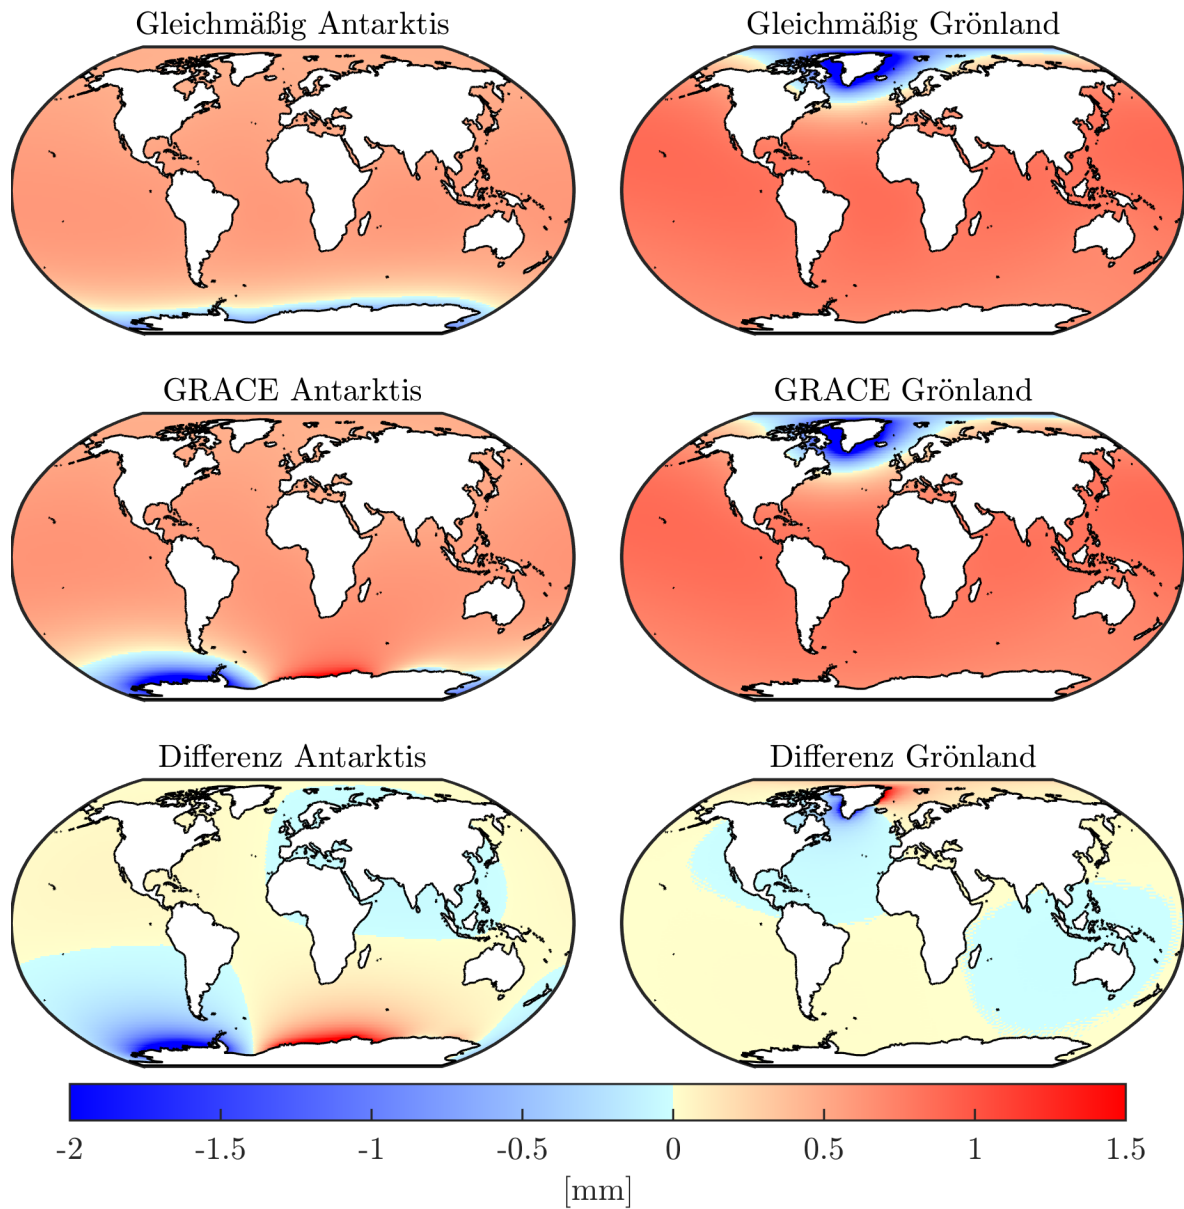 Gleichmäßig Antarktis
Gleichmäßig Grönland
GRACE Antarktis
GRACE Grönland
Differenz Antarktis
Differenz Grönland
-2 -1.5 -1 -0.5 0 0.5 1 1.5
[mm]